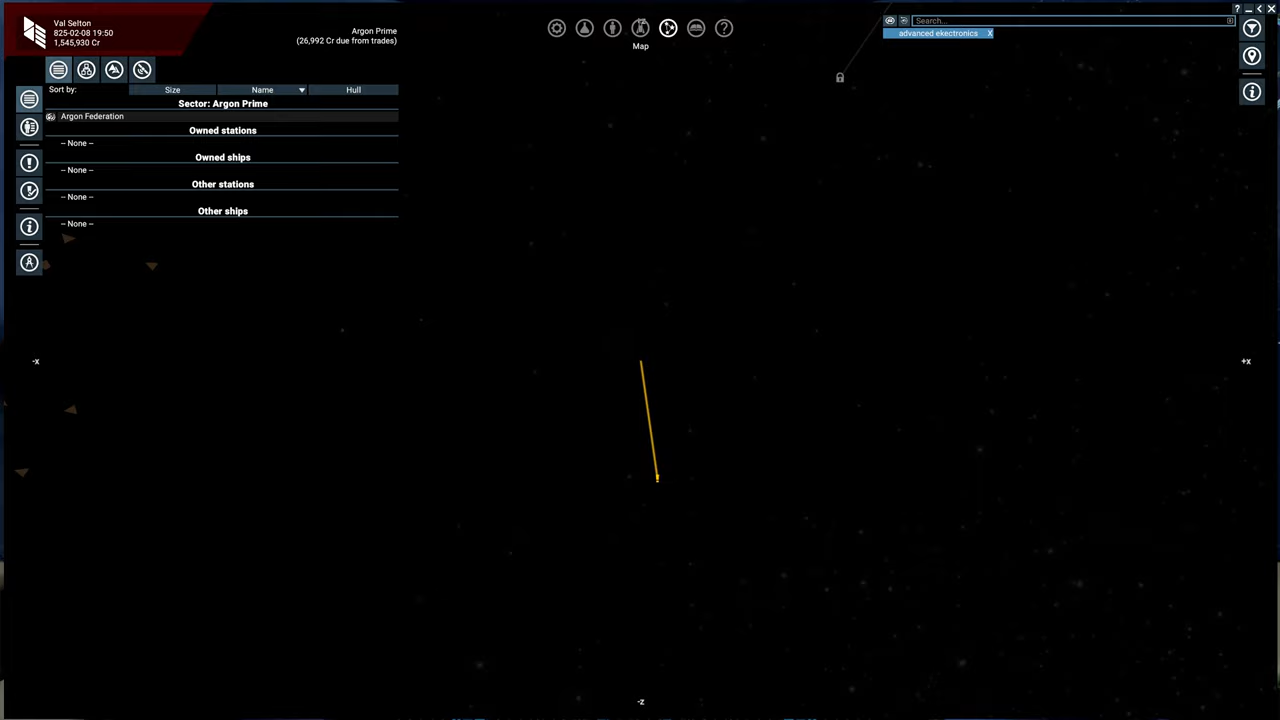 Val Selton
825-02-08 19:50
1,545,930 Cr
Argon Prime
(26,992 Cr due from trades)
Map
Search...
advanced ekectronics X
Sort by: Size Name Hull
Sector: Argon Prime
Argon Federation
Owned stations
-- None --
Owned ships
-- None --
Other stations
-- None --
Other ships
-- None --
-x
+x
-z